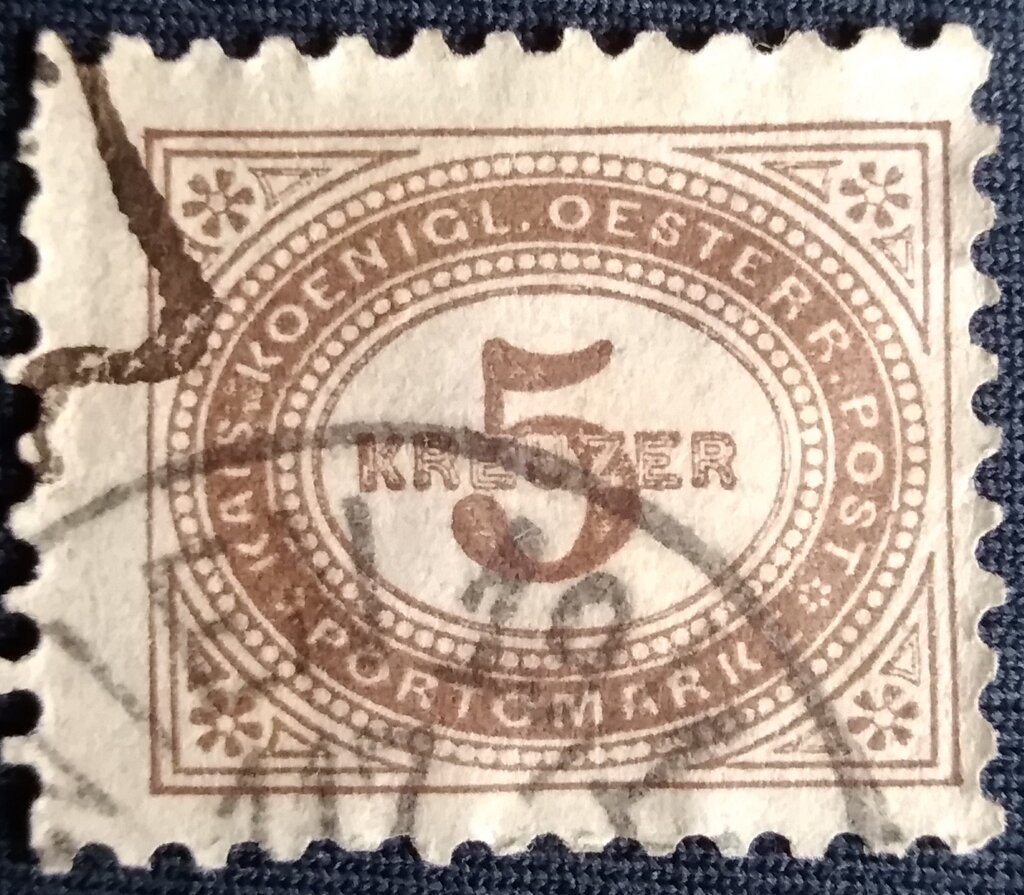 KAIS. KOENIGL. OESTERR. POST
5
KREUZER
PORTOMARKE